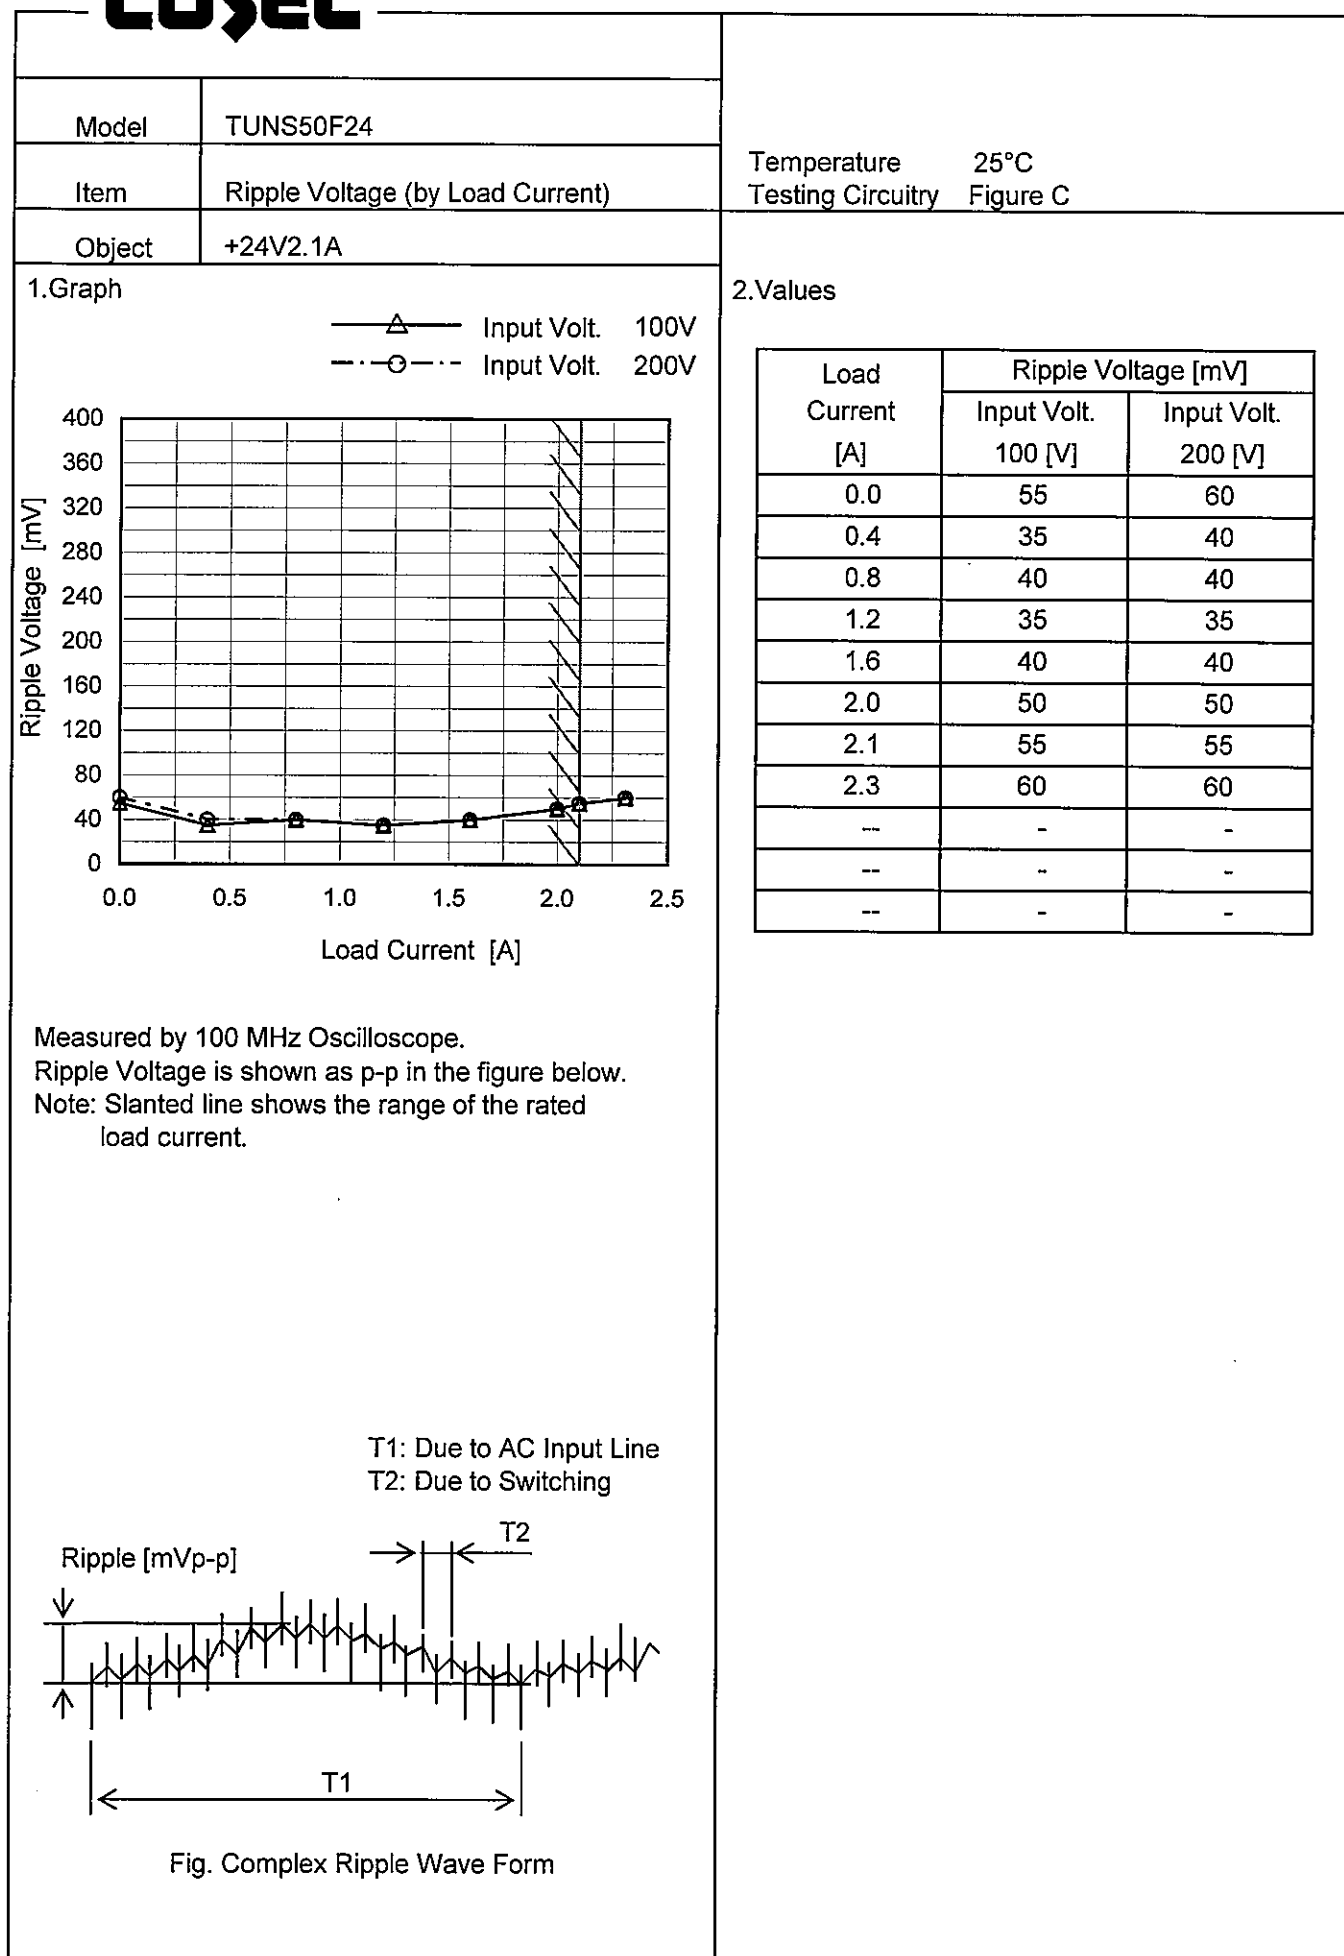 COSEL
Model TUNS50F24
Item Ripple Voltage (by Load Current)
Object +24V2.1A
Temperature 25°C
Testing Circuitry Figure C
1.Graph
Input Volt. 100V
Input Volt. 200V
400
360
320
280
240
200
160
120
80
40
0
Ripple Voltage [mV]
0.0 0.5 1.0 1.5 2.0 2.5
Load Current [A]
Measured by 100 MHz Oscilloscope.
Ripple Voltage is shown as p-p in the figure below.
Note: Slanted line shows the range of the rated
load current.
T1: Due to AC Input Line
T2: Due to Switching
T2
Ripple [mVp-p]
T1
Fig. Complex Ripple Wave Form
2.Values
Load Ripple Voltage [mV]
Current Input Volt. Input Volt.
[A] 100 [V] 200 [V]
0.0 55 60
0.4 35 40
0.8 40 40
1.2 35 35
1.6 40 40
2.0 50 50
2.1 55 55
2.3 60 60
-- - -
-- - -
-- - -